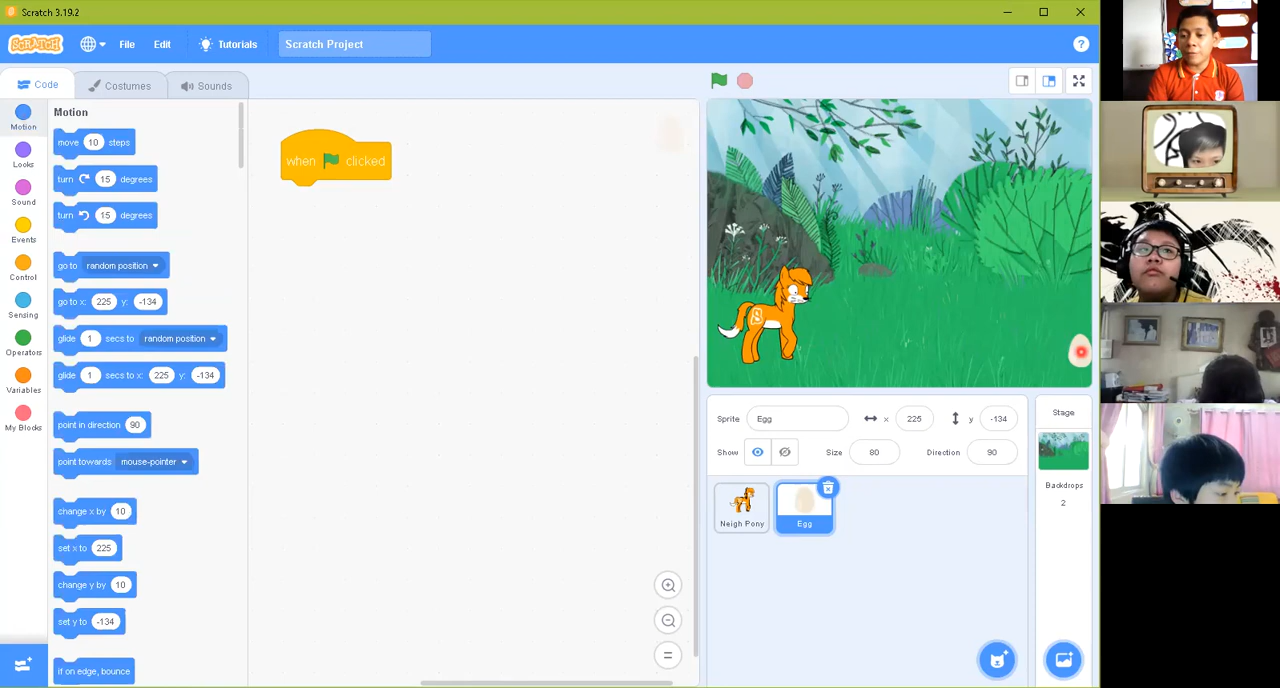 Scratch 3.19.2
SCRATCH File Edit Tutorials Scratch Project ?
Code Costumes Sounds
Motion
Looks
Sound
Events
Control
Sensing
Operators
Variables
My Blocks
Motion
move 10 steps
turn 15 degrees
turn 15 degrees
go to random position
go to x: 225 y: -134
glide 1 secs to random position
glide 1 secs to x: 225 y: -134
point in direction 90
point towards mouse-pointer
change x by 10
set x to 225
change y by 10
set y to -134
if on edge, bounce
when clicked
Sprite Egg x 225 y -134
Show Size 80 Direction 90
Neigh Pony
Egg
Stage
Backdrops
2